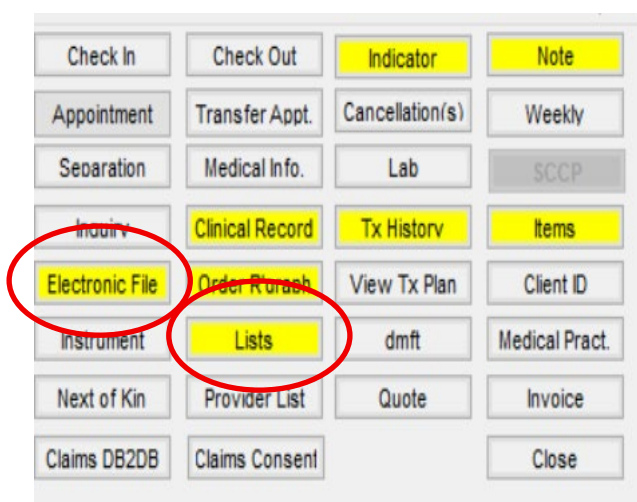 Check In Check Out Indicator Note
Appointment Transfer Appt. Cancellation(s) Weekly
Separation Medical Info. Lab SCCP
Inquiry Clinical Record Tx History Items
Electronic File Order R'graph View Tx Plan Client ID
Instrument Lists dmft Medical Pract.
Next of Kin Provider List Quote Invoice
Claims DB2DB Claims Consent Close